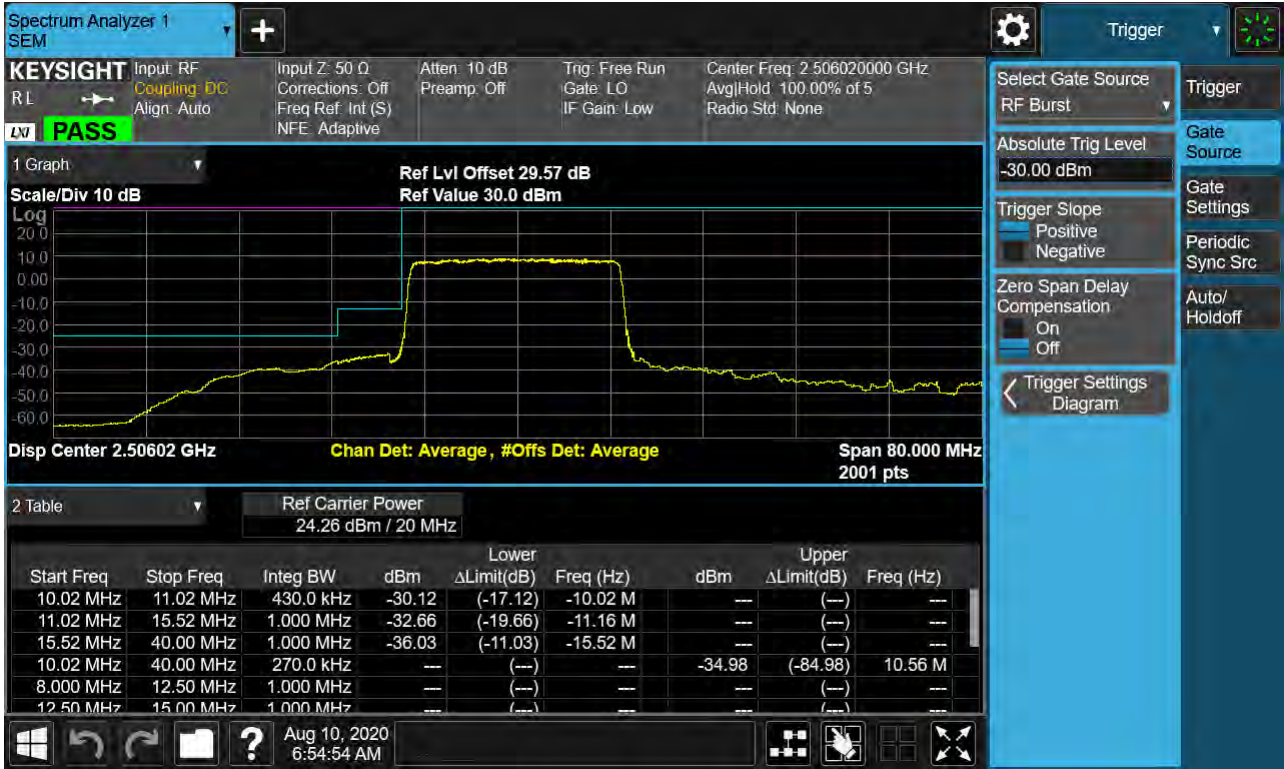 Spectrum Analyzer 1
SEM
Trigger
KEYSIGHT
R L
LXI
PASS
Input: RF
Coupling: DC
Align: Auto
Input Z: 50 Ω
Corrections: Off
Freq Ref: Int (S)
NFE: Adaptive
Atten: 10 dB
Preamp: Off
Trig: Free Run
Gate: LO
IF Gain: Low
Center Freq: 2.506020000 GHz
Avg|Hold: 100.00% of 5
Radio Std: None
1 Graph
Scale/Div 10 dB
Ref Lvl Offset 29.57 dB
Ref Value 30.0 dBm
Log
20.0
10.0
0.00
-10.0
-20.0
-30.0
-40.0
-50.0
-60.0
Disp Center 2.50602 GHz
Chan Det: Average, #Offs Det: Average
Span 80.000 MHz
2001 pts
2 Table
Ref Carrier Power
24.26 dBm / 20 MHz
Lower Upper
Start Freq Stop Freq Integ BW dBm ΔLimit(dB) Freq (Hz) dBm ΔLimit(dB) Freq (Hz)
10.02 MHz 11.02 MHz 430.0 kHz -30.12 (-17.12) -10.02 M --- (---) ---
11.02 MHz 15.52 MHz 1.000 MHz -32.66 (-19.66) -11.16 M --- (---) ---
15.52 MHz 40.00 MHz 1.000 MHz -36.03 (-11.03) -15.52 M --- (---) ---
10.02 MHz 40.00 MHz 270.0 kHz --- (---) --- -34.98 (-84.98) 10.56 M
8.000 MHz 12.50 MHz 1.000 MHz --- (---) --- --- (---) ---
12.50 MHz 15.00 MHz 1.000 MHz --- (---) --- --- (---) ---
Aug 10, 2020
6:54:54 AM
Select Gate Source
RF Burst
Absolute Trig Level
-30.00 dBm
Trigger Slope
Positive
Negative
Zero Span Delay
Compensation
On
Off
Trigger Settings
Diagram
Trigger
Gate
Source
Gate
Settings
Periodic
Sync Src
Auto/
Holdoff